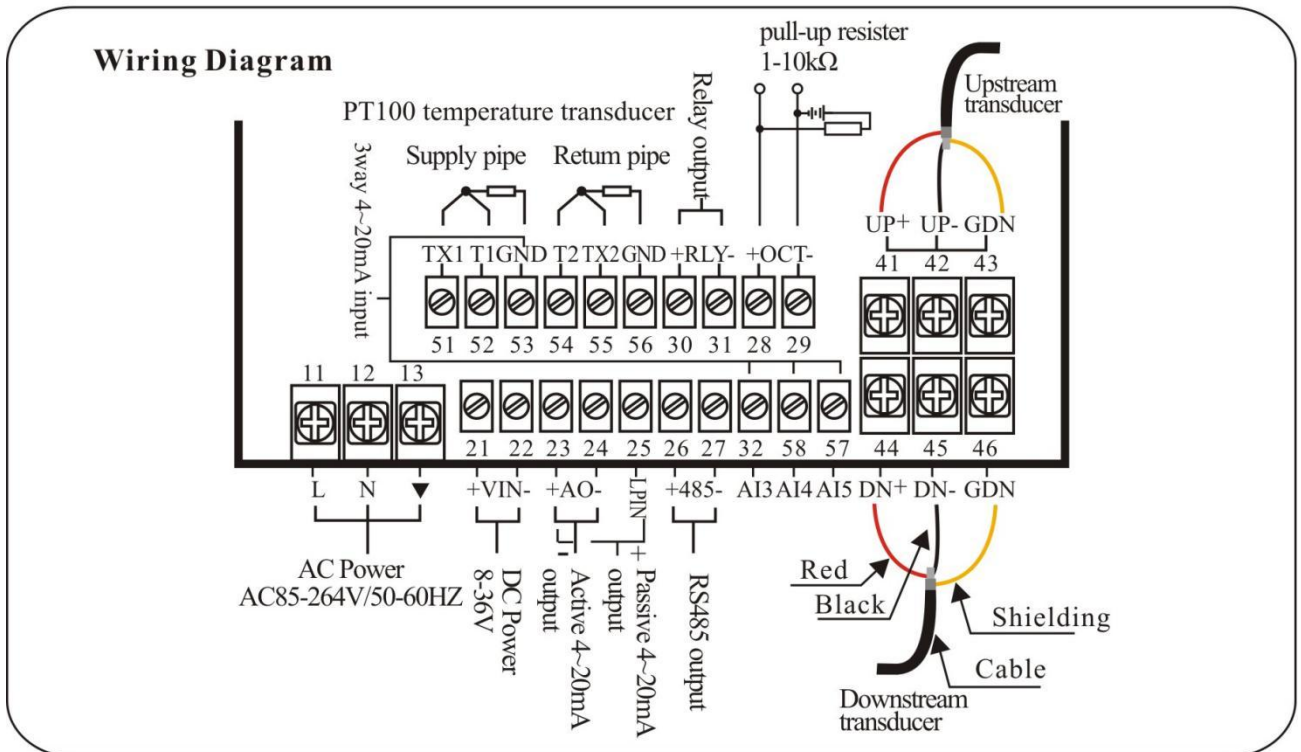 Wiring Diagram
pull-up resister
1-10kΩ
Upstream
transducer
PT100 temperature transducer
Relay output
3way 4~20mA input
Supply pipe
Retum pipe
UP+ UP- GDN
TX1 T1 GND T2 TX2 GND +RLY- +OCT-
41 42 43
51 52 53 54 55 56 30 31 28 29
11 12 13
21 22 23 24 25 26 27 32 58 57 44 45 46
L N ▼ +VIN- +AO- LPIN +485- AI3 AI4 AI5 DN+ DN- GDN
AC Power
AC85-264V/50-60HZ
DC Power
8-36V
Active 4~20mA
output
+ Passive 4~20mA
output
RS485 output
Red
Black
Shielding
Cable
Downstream
transducer